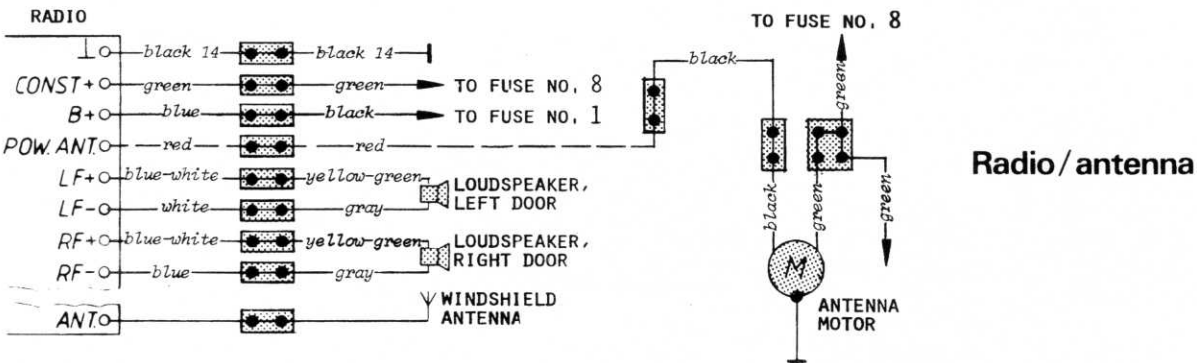 RADIO
⊥ black 14 black 14
CONST + green green TO FUSE NO. 8
B+ blue black TO FUSE NO. 1
POW. ANT. red red
LF+ blue-white yellow-green
LF- white gray
LOUDSPEAKER,
LEFT DOOR
RF+ blue-white yellow-green
RF- blue gray
LOUDSPEAKER,
RIGHT DOOR
ANT.
WINDSHIELD
ANTENNA
black
TO FUSE NO. 8
green
black
green
green
M
ANTENNA
MOTOR
Radio/antenna